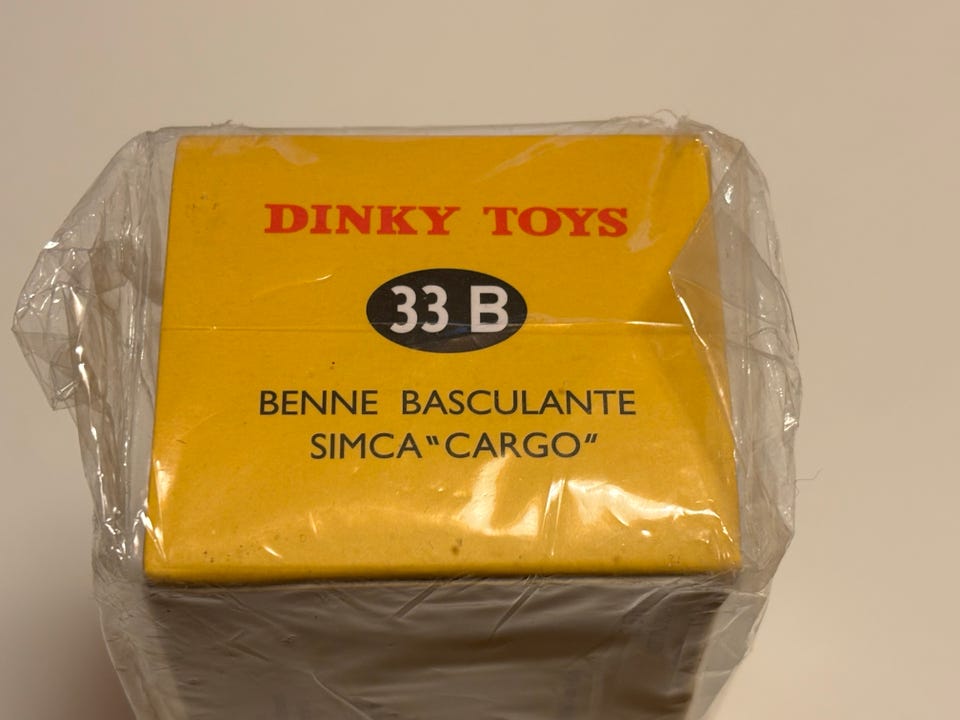 DINKY TOYS
33 B
BENNE BASCULANTE
SIMCA "CARGO"